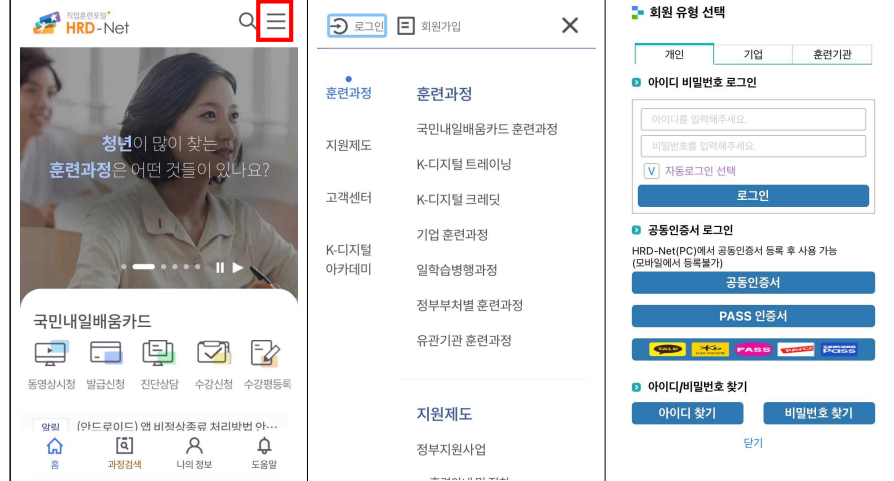 직업훈련포털
HRD-Net
청년이 많이 찾는
훈련과정은 어떤 것들이 있나요?
국민내일배움카드
동영상시청
발급신청
진단상담
수강신청
수강평등록
알림
(안드로이드) 앱 비정상종료 처리방법 안…
홈
과정검색
나의 정보
도움말
로그인
회원가입
훈련과정
지원제도
고객센터
K-디지털
아카데미
훈련과정
국민내일배움카드 훈련과정
K-디지털 트레이닝
K-디지털 크레딧
기업 훈련과정
일학습병행과정
정부부처별 훈련과정
유관기관 훈련과정
지원제도
정부지원사업
회원 유형 선택
개인
기업
훈련기관
아이디 비밀번호 로그인
아이디를 입력해주세요.
비밀번호를 입력해주세요.
V 자동로그인 선택
로그인
공동인증서 로그인
HRD-Net(PC)에서 공동인증서 등록 후 사용 가능
(모바일에서 등록불가)
공동인증서
PASS 인증서
TALK
PASS
PAYCO
SAMSUNG
Pass
아이디/비밀번호 찾기
아이디 찾기
비밀번호 찾기
닫기